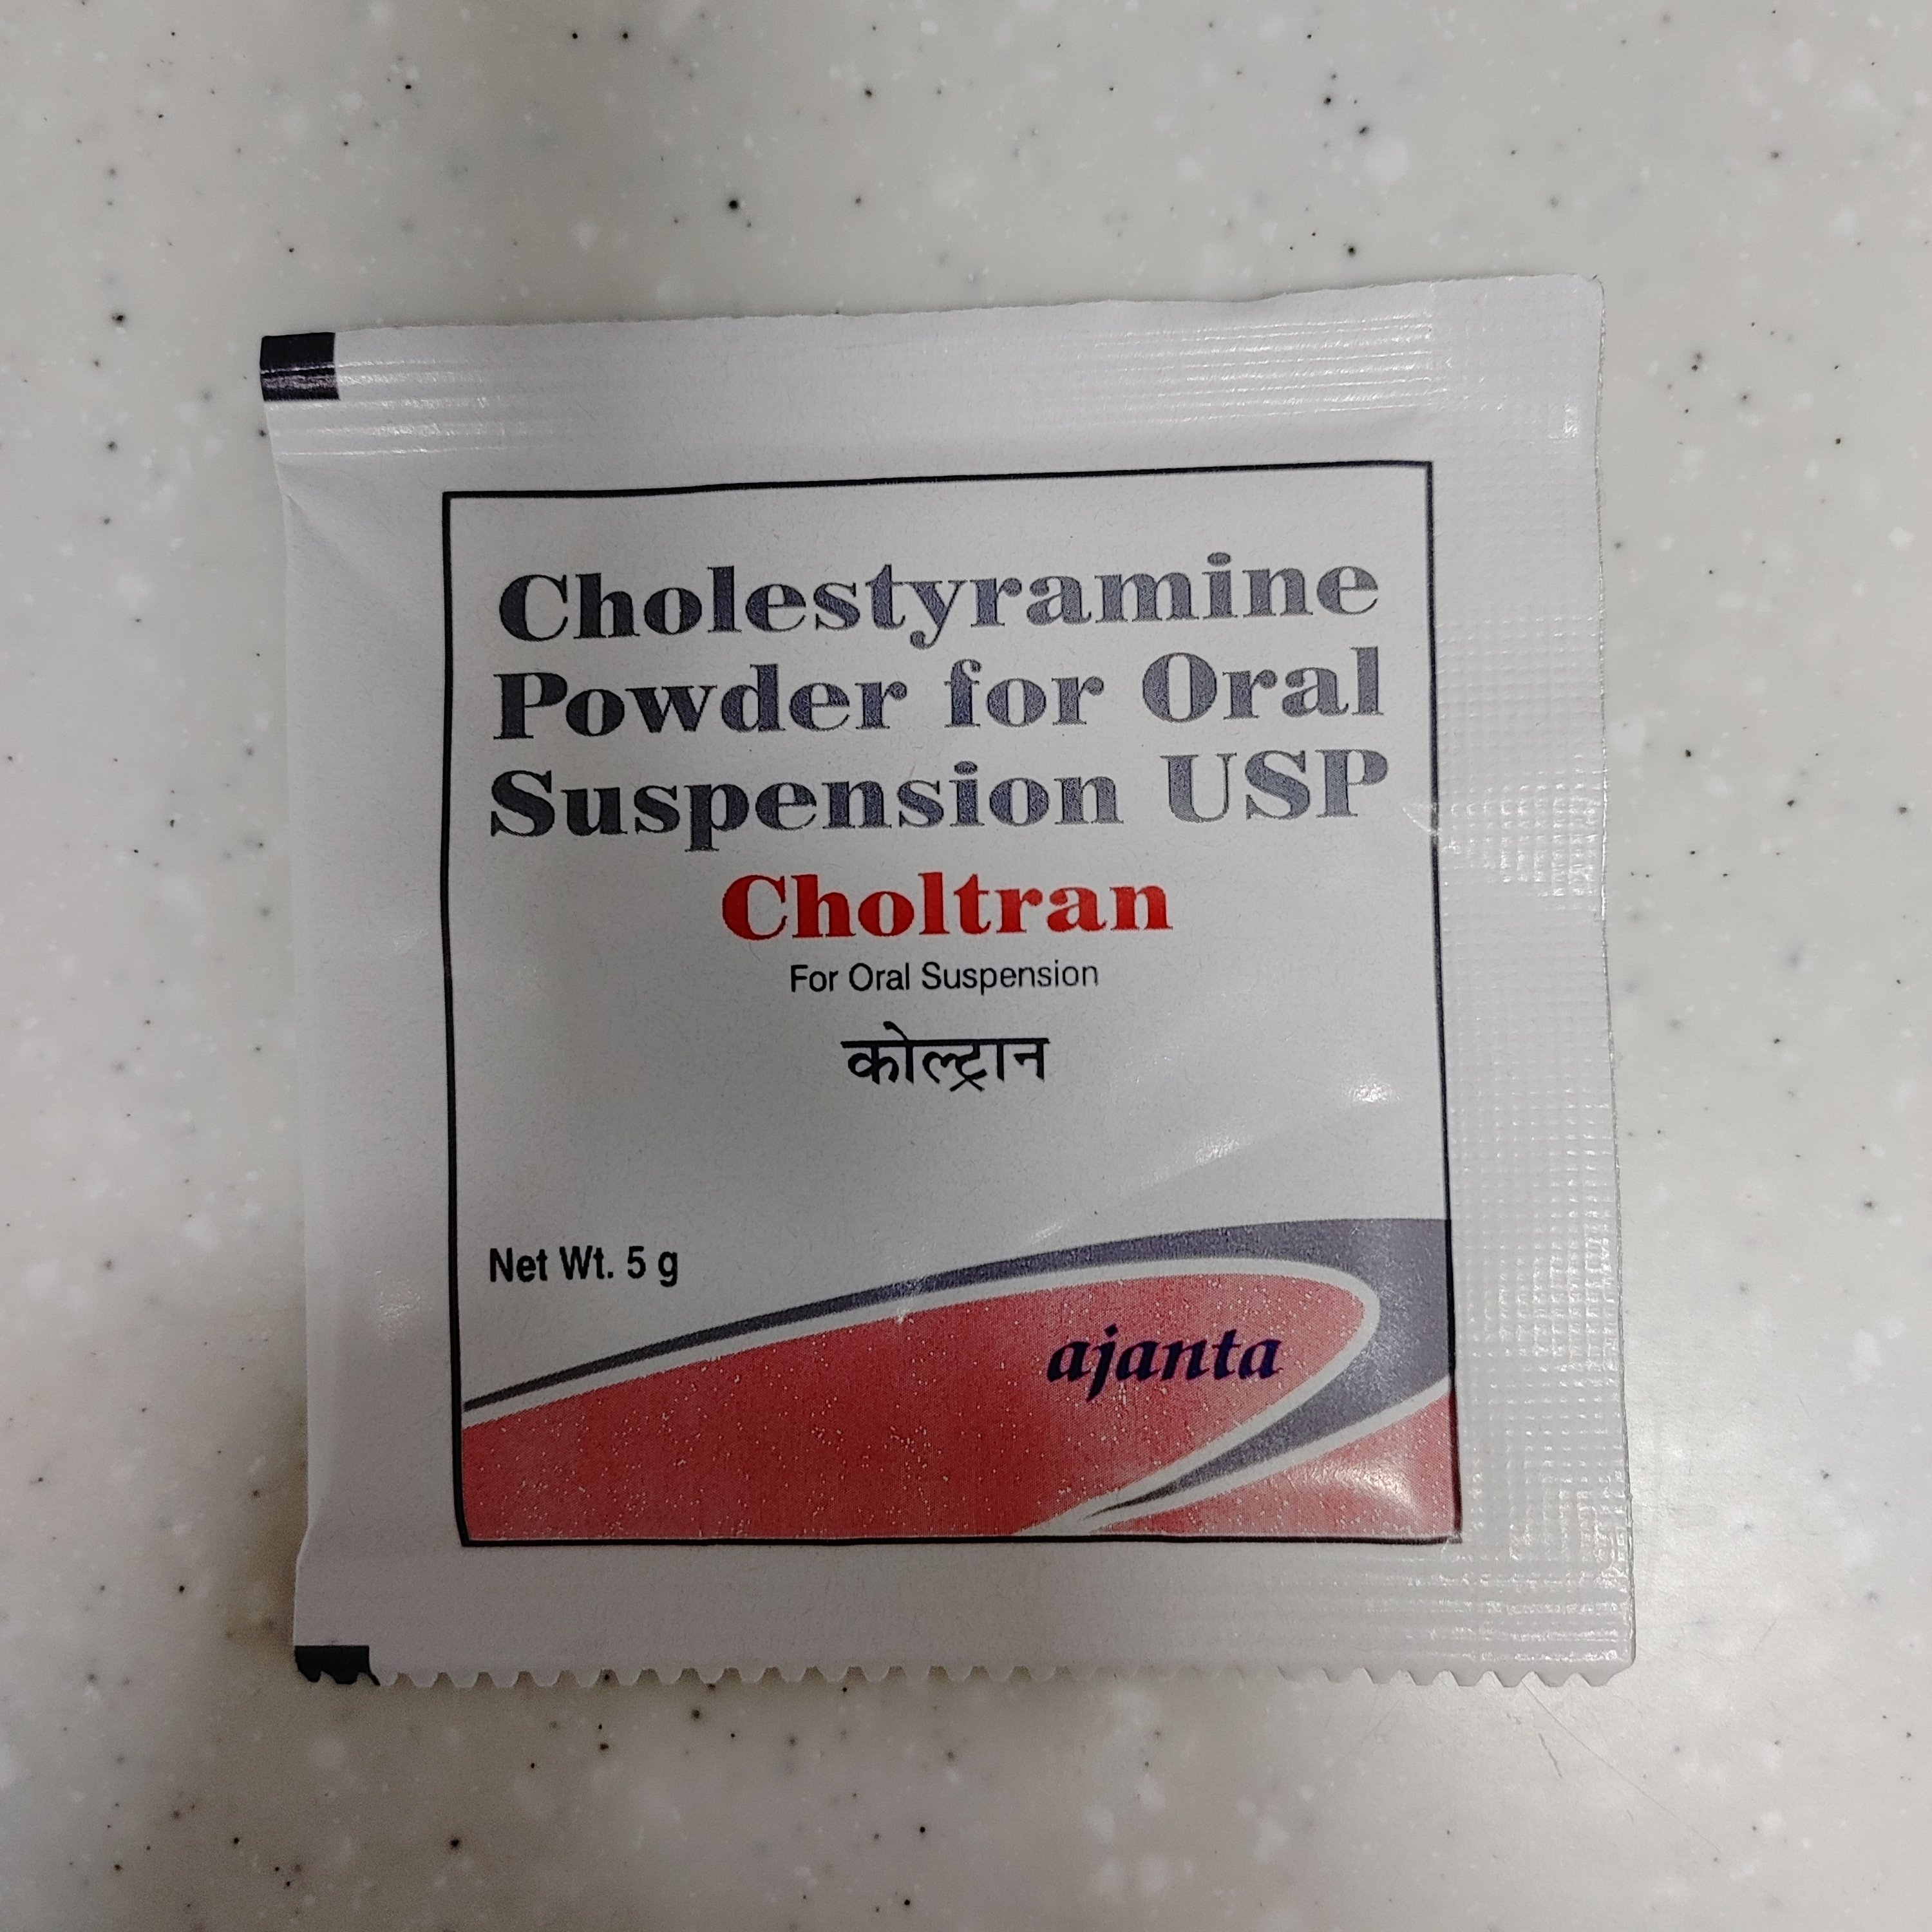 Cholestyramine
Powder for Oral
Suspension USP
Choltran
For Oral Suspension
कोल्ट्रान
Net Wt. 5 g
ajanta